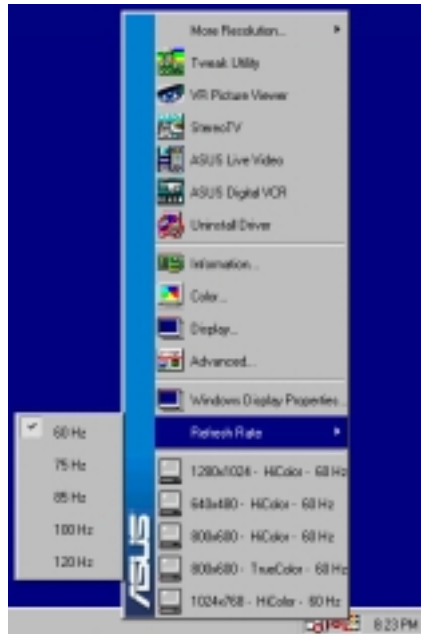 More Resolution...
Tweak Utility
VR Picture Viewer
StereoTV
ASUS Live Video
ASUS Digital VCR
Uninstall Driver
Information...
Color...
Display...
Advanced...
Windows Display Properties...
Refresh Rate
60 Hz
75 Hz
85 Hz
100 Hz
120 Hz
1280x1024 - HiColor - 60 Hz
640x480 - HiColor - 60 Hz
800x600 - HiColor - 60 Hz
800x600 - TrueColor - 60 Hz
1024x768 - HiColor - 60 Hz
ASUS
8:23 PM